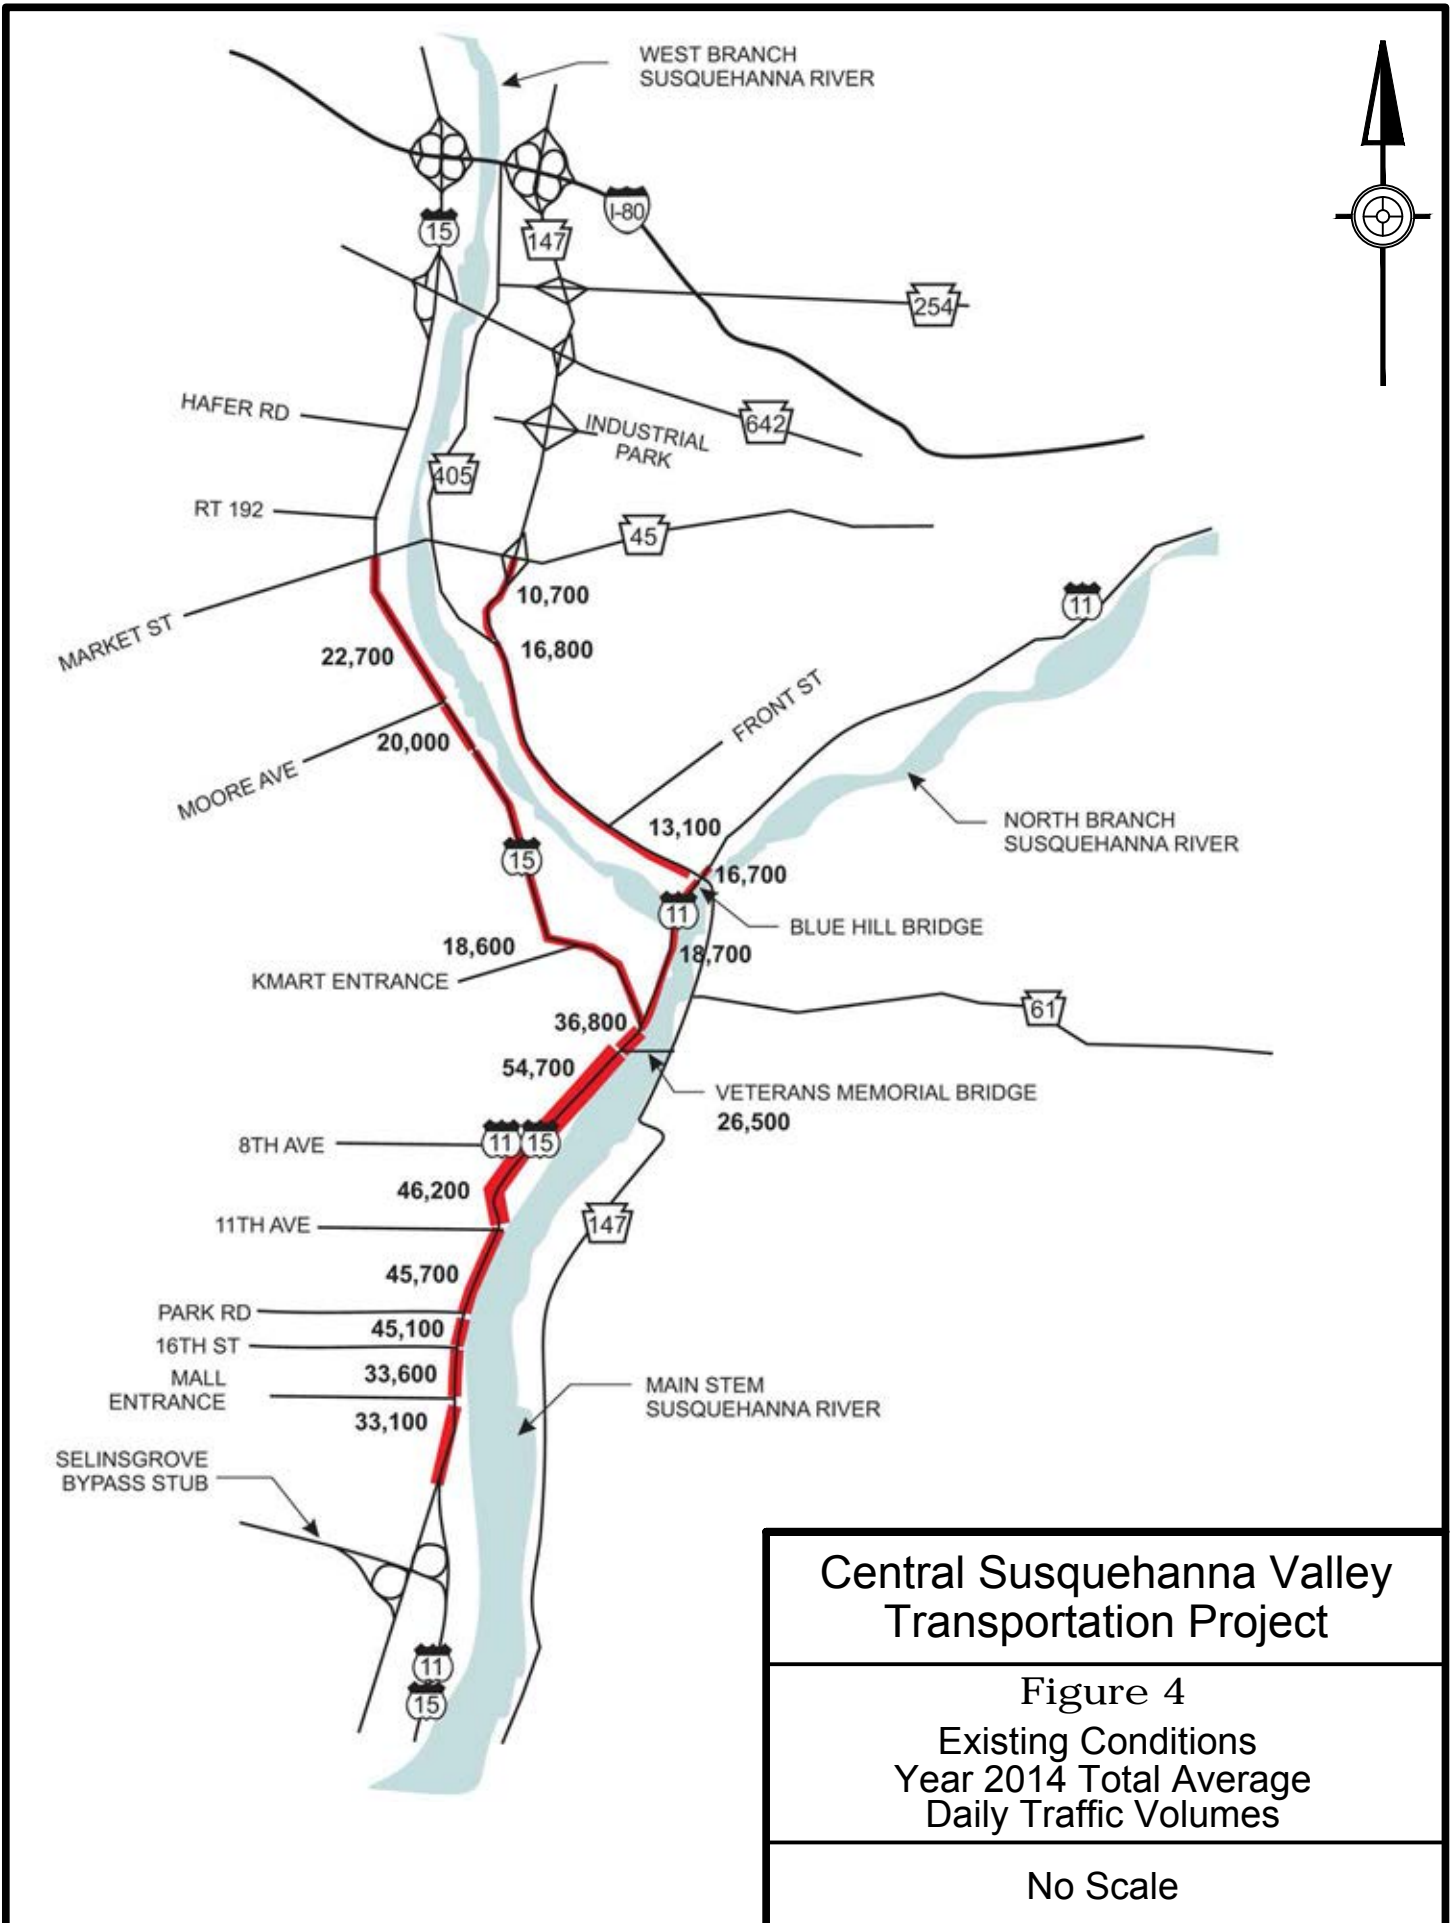 WEST BRANCH
SUSQUEHANNA RIVER
I-80
15
147
254
HAFER RD
INDUSTRIAL
PARK
642
405
RT 192
45
10,700
11
MARKET ST
22,700
16,800
FRONT ST
20,000
MOORE AVE
13,100
NORTH BRANCH
SUSQUEHANNA RIVER
15
16,700
11
BLUE HILL BRIDGE
18,600
18,700
KMART ENTRANCE
61
36,800
54,700
VETERANS MEMORIAL BRIDGE
26,500
8TH AVE
11
15
46,200
11TH AVE
147
45,700
PARK RD
45,100
16TH ST
33,600
MALL
ENTRANCE
33,100
MAIN STEM
SUSQUEHANNA RIVER
SELINSGROVE
BYPASS STUB
11
15
Central Susquehanna Valley
Transportation Project
Figure 4
Existing Conditions
Year 2014 Total Average
Daily Traffic Volumes
No Scale